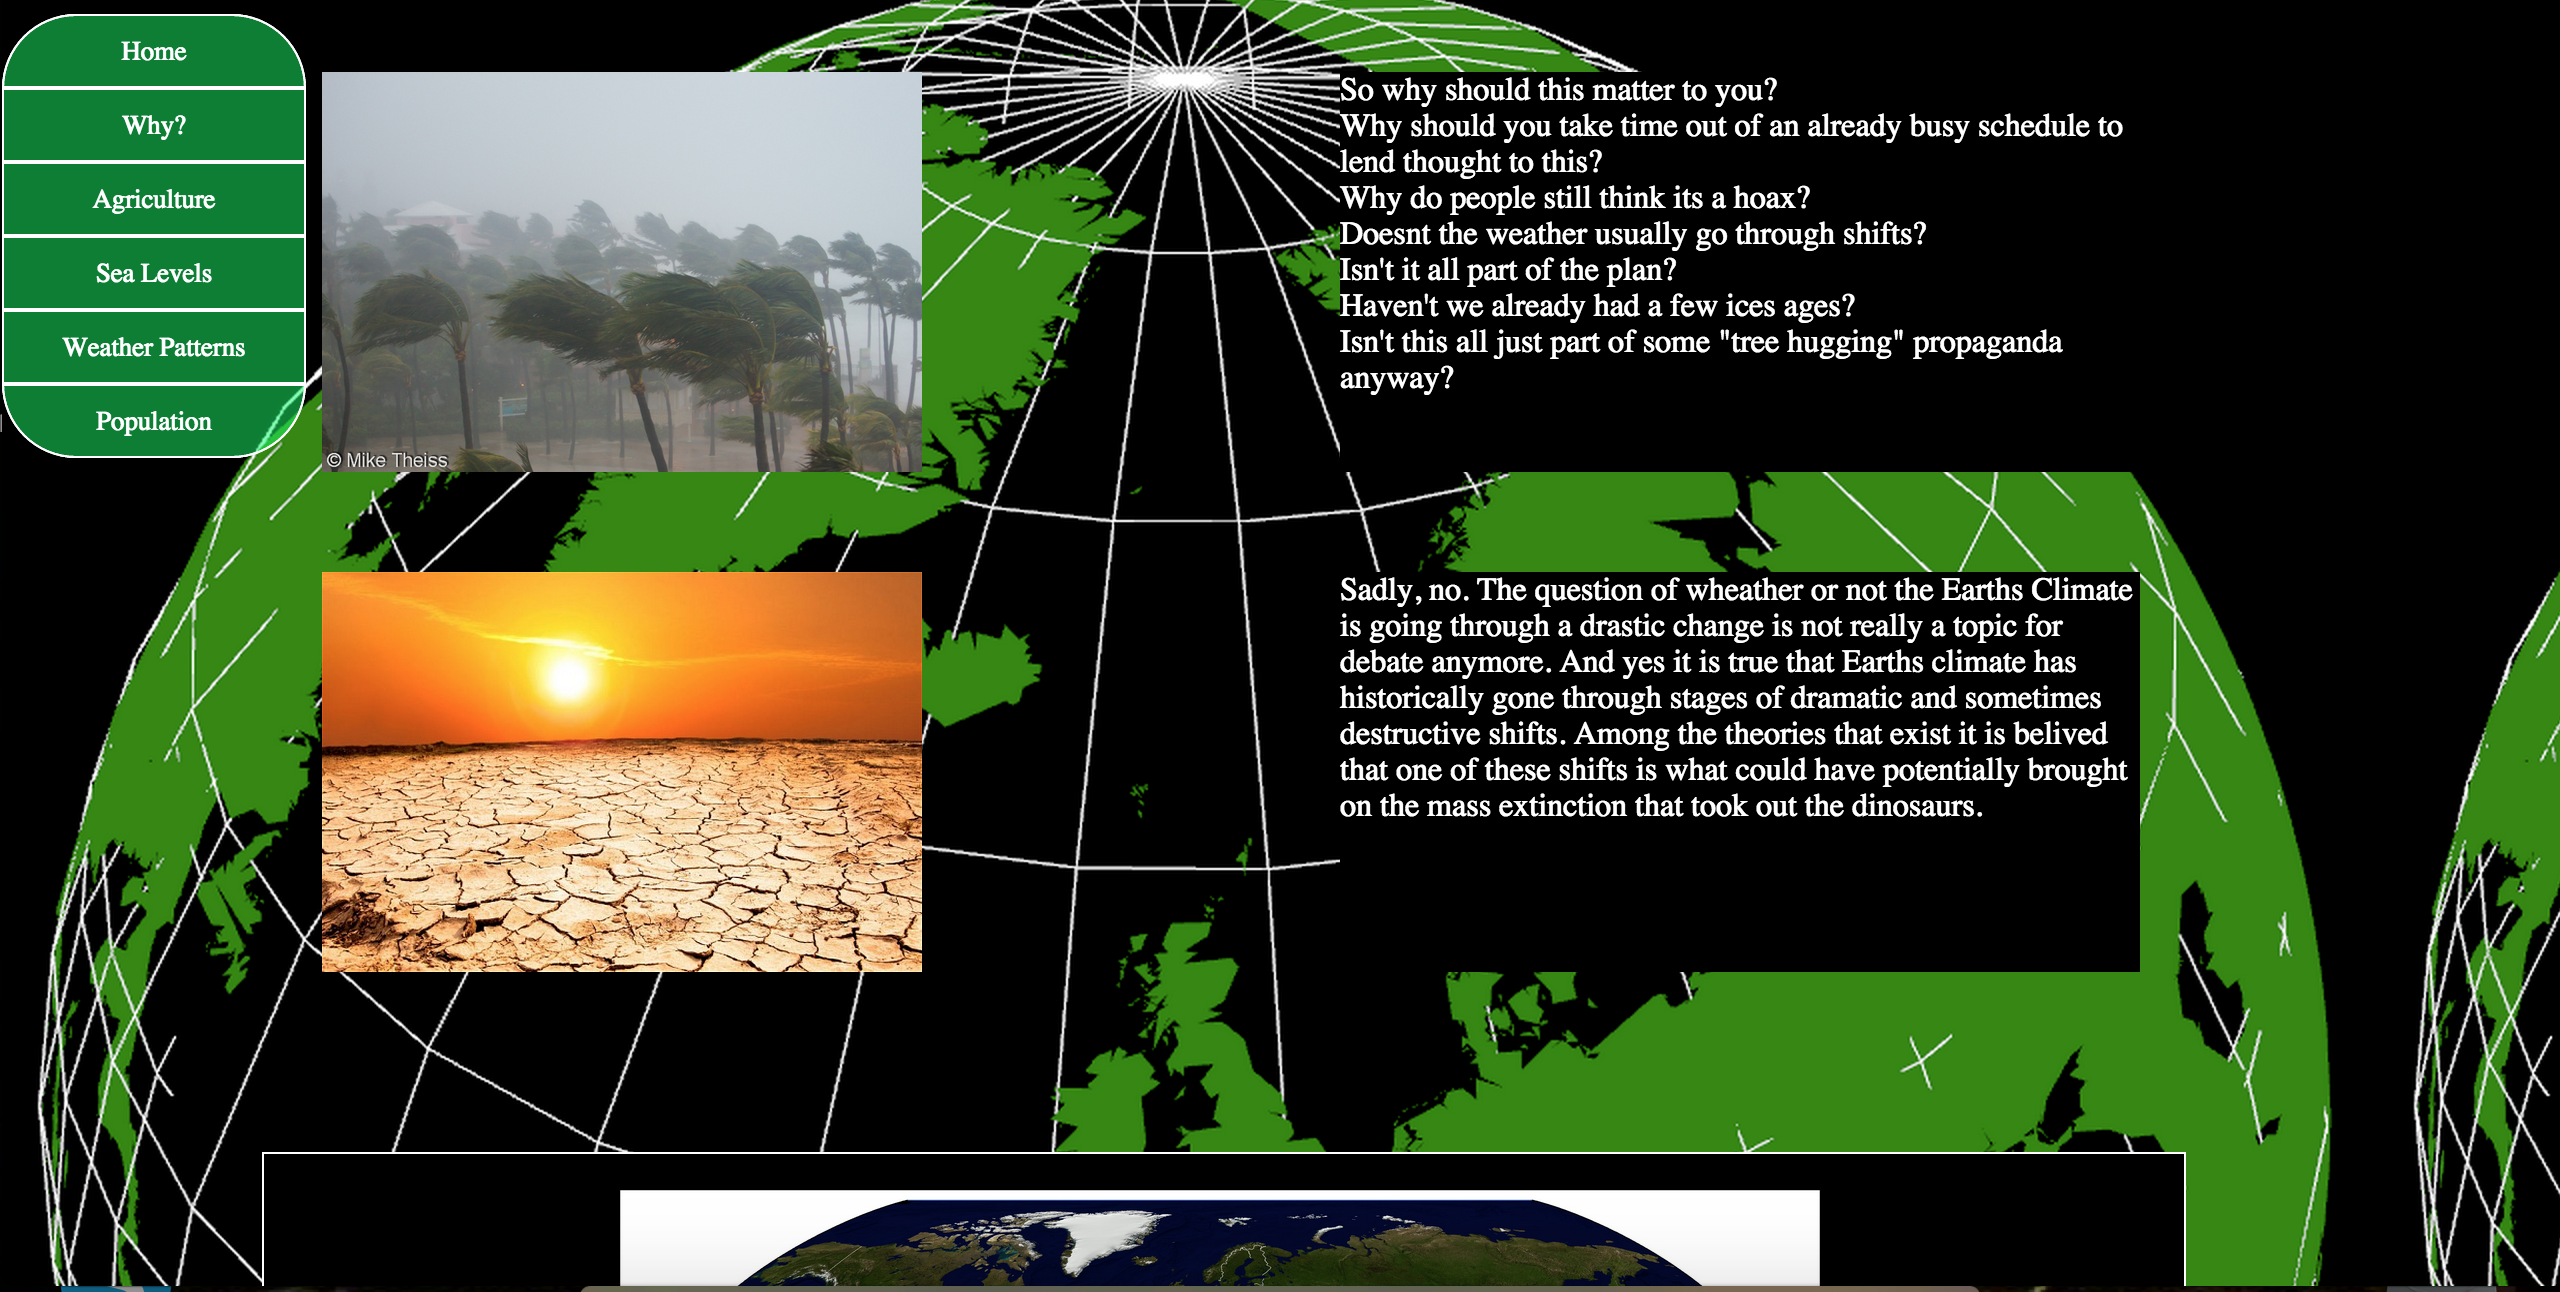 Home
Why?
Agriculture
Sea Levels
Weather Patterns
Population
© Mike Theiss
So why should this matter to you?
Why should you take time out of an already busy schedule to
lend thought to this?
Why do people still think its a hoax?
Doesnt the weather usually go through shifts?
Isn't it all part of the plan?
Haven't we already had a few ices ages?
Isn't this all just part of some "tree hugging" propaganda
anyway?
Sadly, no. The question of wheather or not the Earths Climate
is going through a drastic change is not really a topic for
debate anymore. And yes it is true that Earths climate has
historically gone through stages of dramatic and sometimes
destructive shifts. Among the theories that exist it is belived
that one of these shifts is what could have potentially brought
on the mass extinction that took out the dinosaurs.